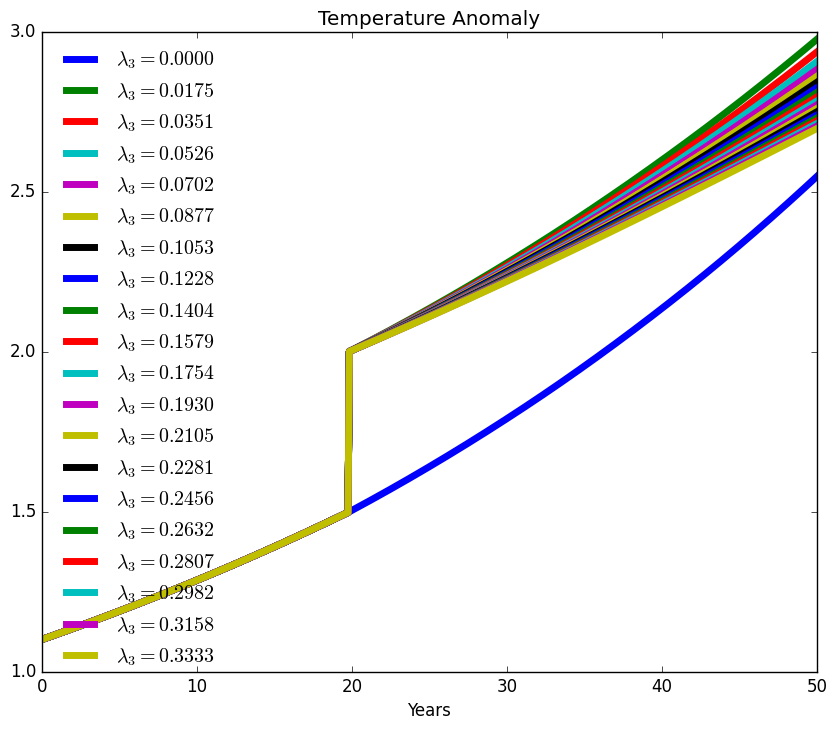 Temperature Anomaly
3.0
2.5
2.0
1.5
1.0
λ₃ = 0.0000
λ₃ = 0.0175
λ₃ = 0.0351
λ₃ = 0.0526
λ₃ = 0.0702
λ₃ = 0.0877
λ₃ = 0.1053
λ₃ = 0.1228
λ₃ = 0.1404
λ₃ = 0.1579
λ₃ = 0.1754
λ₃ = 0.1930
λ₃ = 0.2105
λ₃ = 0.2281
λ₃ = 0.2456
λ₃ = 0.2632
λ₃ = 0.2807
λ₃ = 0.2982
λ₃ = 0.3158
λ₃ = 0.3333
0 10 20 30 40 50
Years